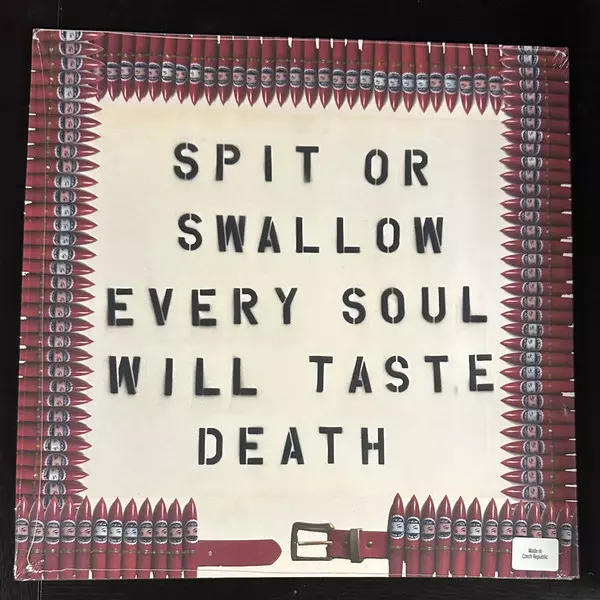 SPIT OR
SWALLOW
EVERY SOUL
WILL TASTE
DEATH
Made in
Czech Republic